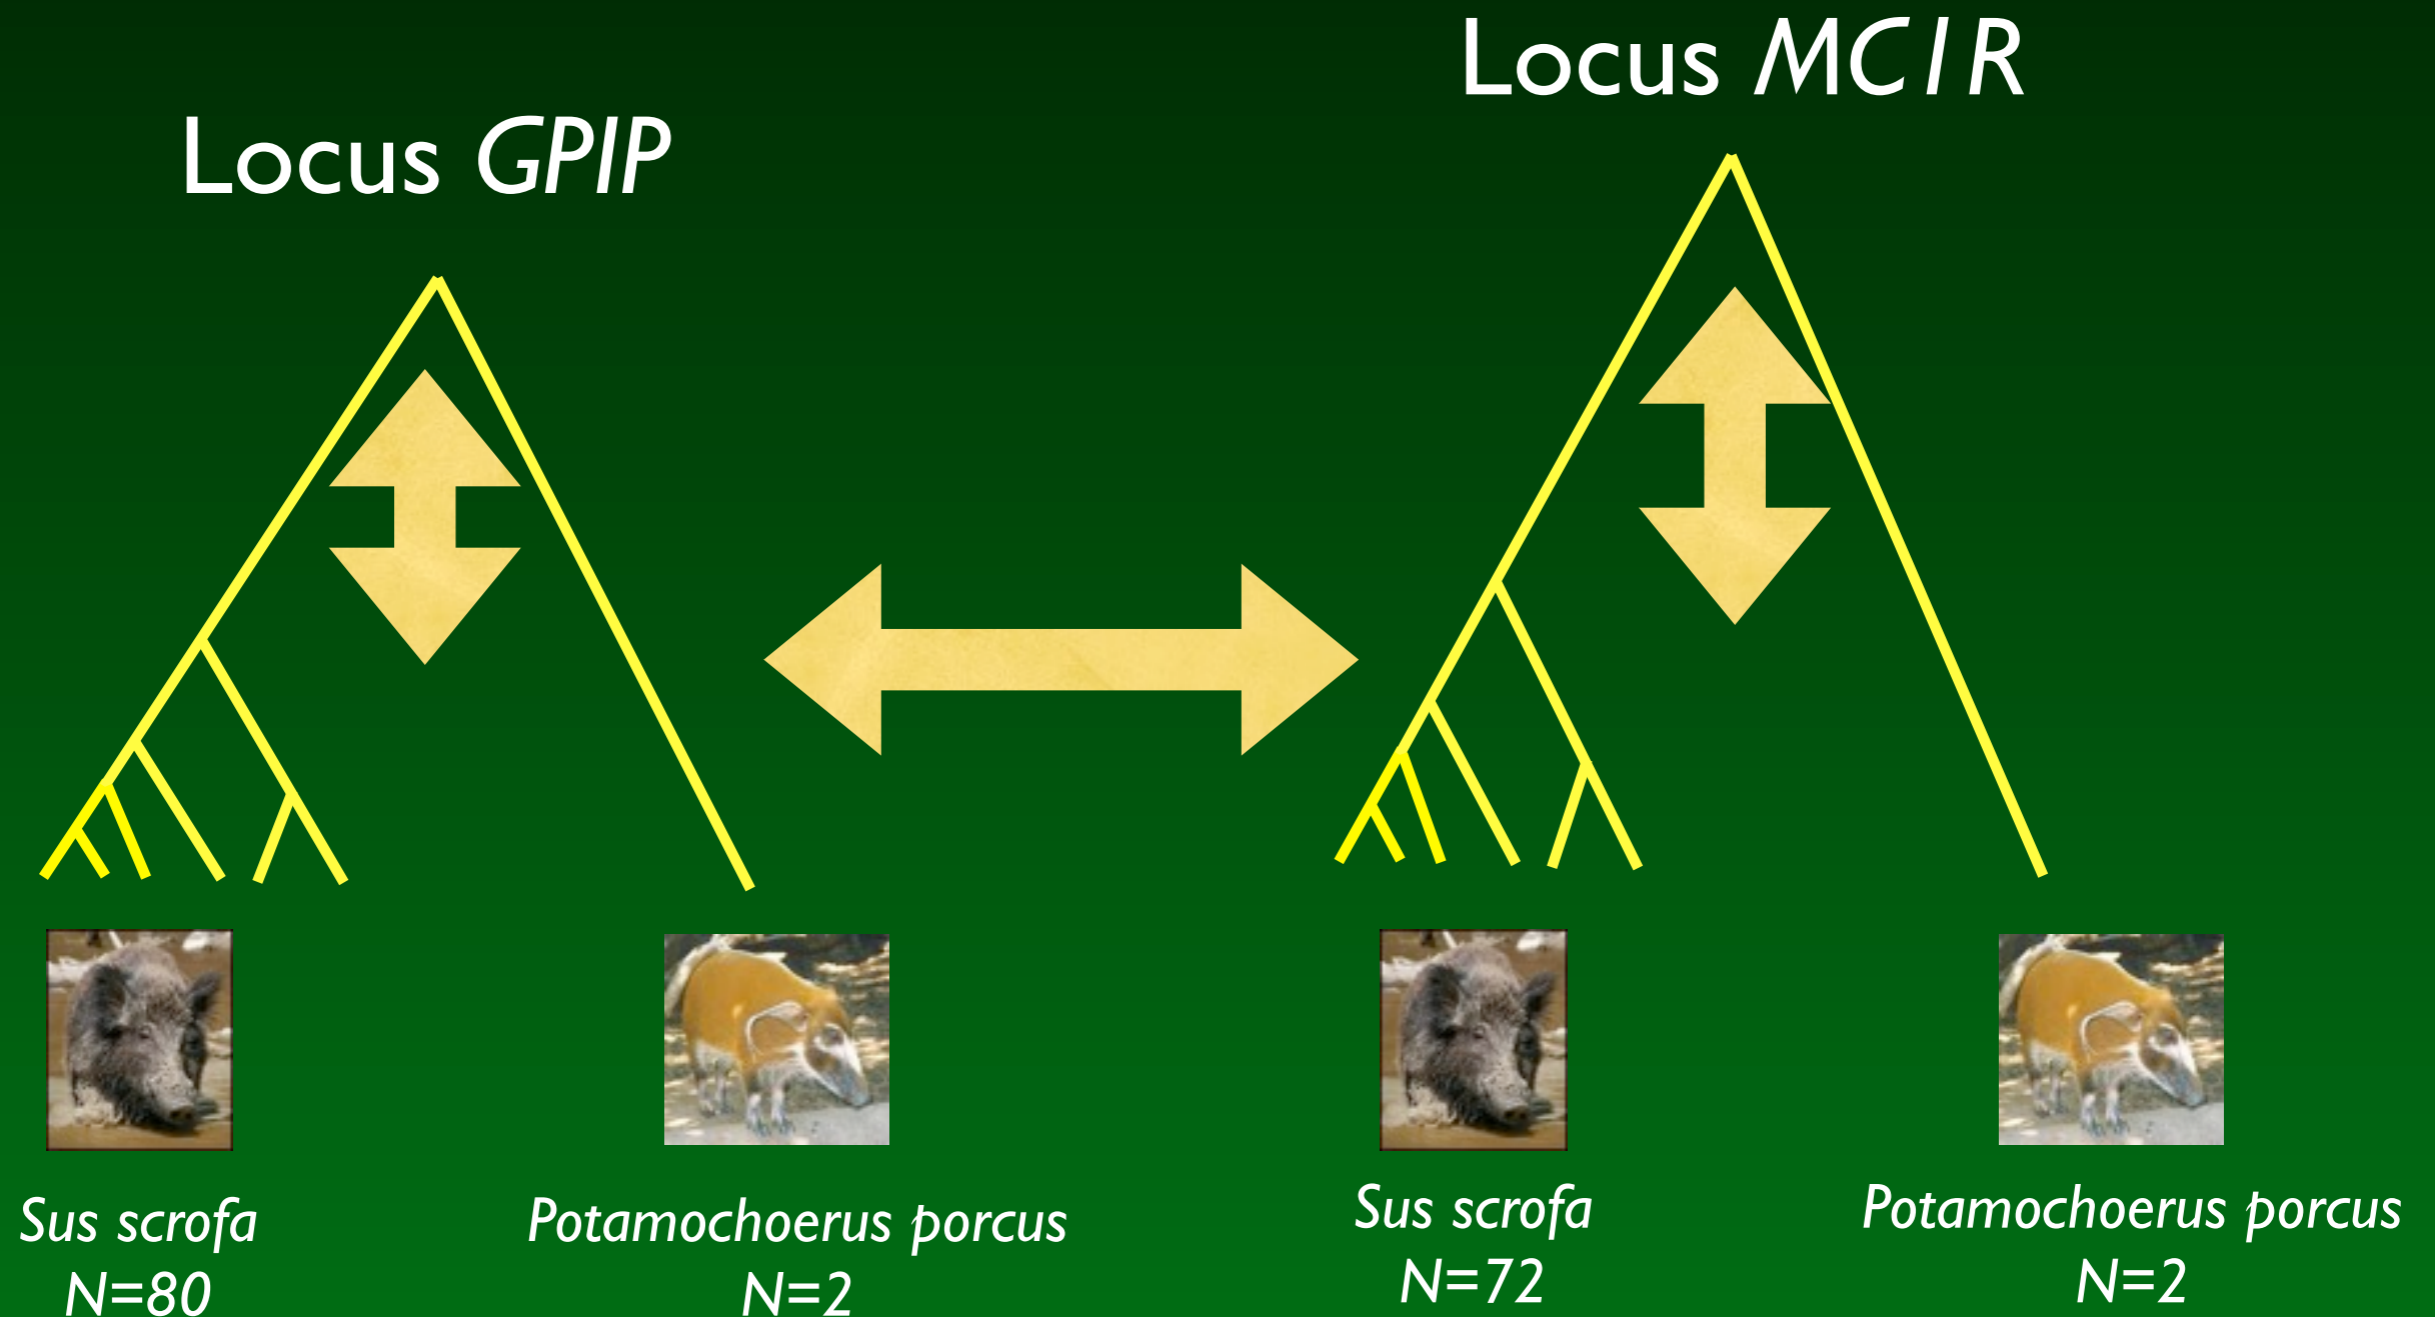 Locus GPIP
Locus MC1R
Sus scrofa
N=80
Potamochoerus porcus
N=2
Sus scrofa
N=72
Potamochoerus porcus
N=2